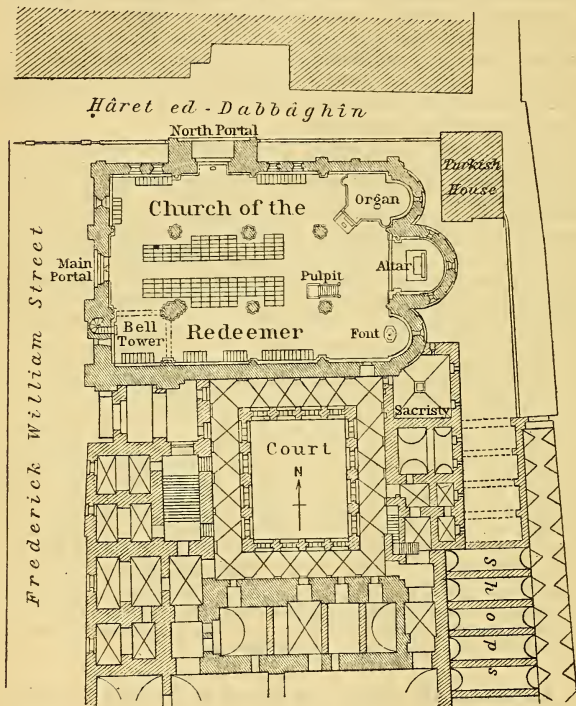 Ḥâret ed-Dabbâghîn
North Portal
Turkish
House
Organ
Church of the
Frederick William Street
Main
Portal
Altar
Pulpit
Bell
Tower
Redeemer
Font
Sacristy
Court
N
Shops